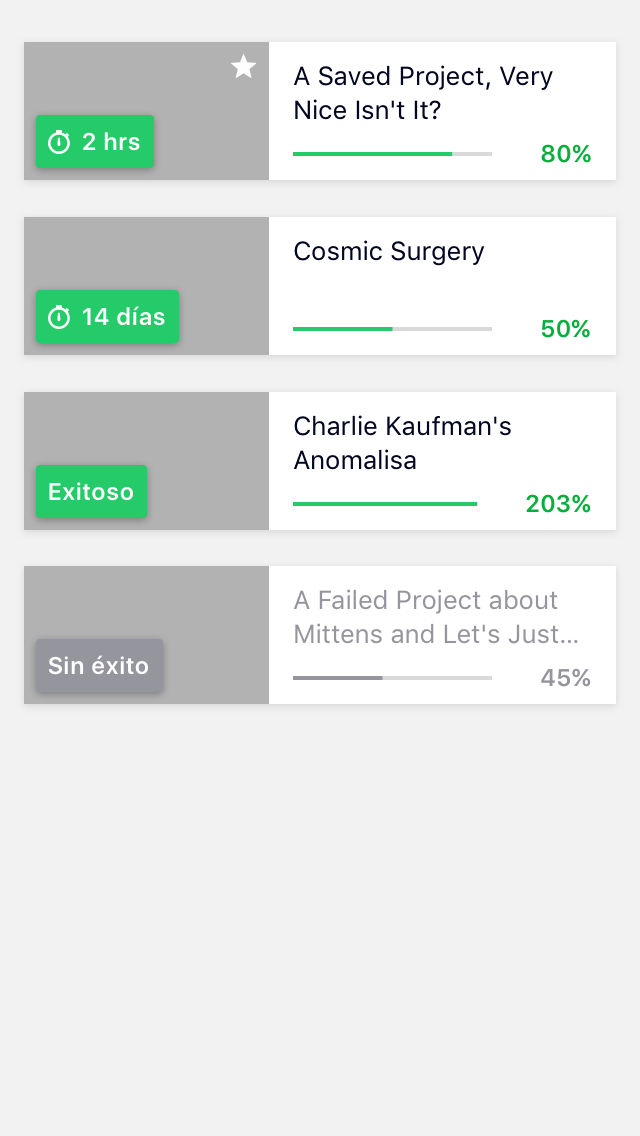 A Saved Project, Very
Nice Isn't It?
2 hrs
80%
Cosmic Surgery
14 días
50%
Charlie Kaufman's
Anomalisa
Exitoso
203%
A Failed Project about
Mittens and Let's Just...
Sin éxito
45%